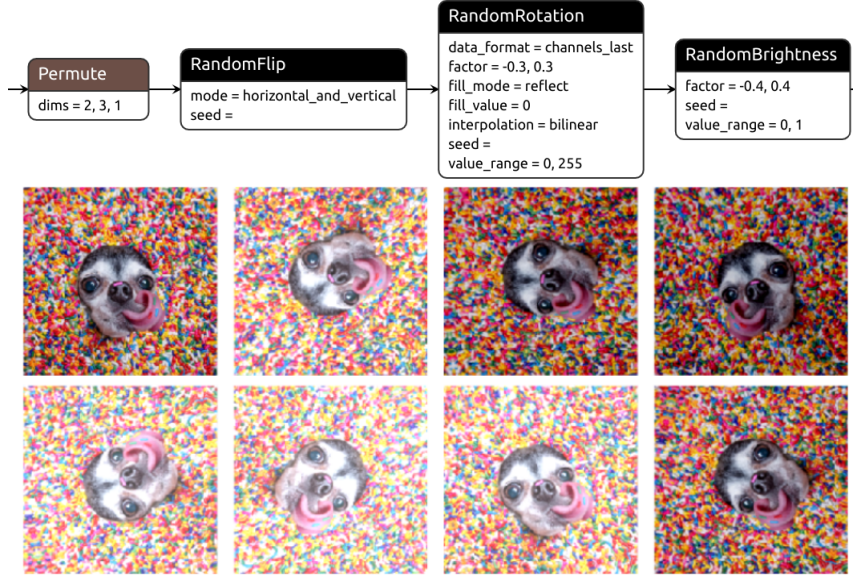 Permute
dims = 2, 3, 1
RandomFlip
mode = horizontal_and_vertical
seed =
RandomRotation
data_format = channels_last
factor = -0.3, 0.3
fill_mode = reflect
fill_value = 0
interpolation = bilinear
seed =
value_range = 0, 255
RandomBrightness
factor = -0.4, 0.4
seed =
value_range = 0, 1